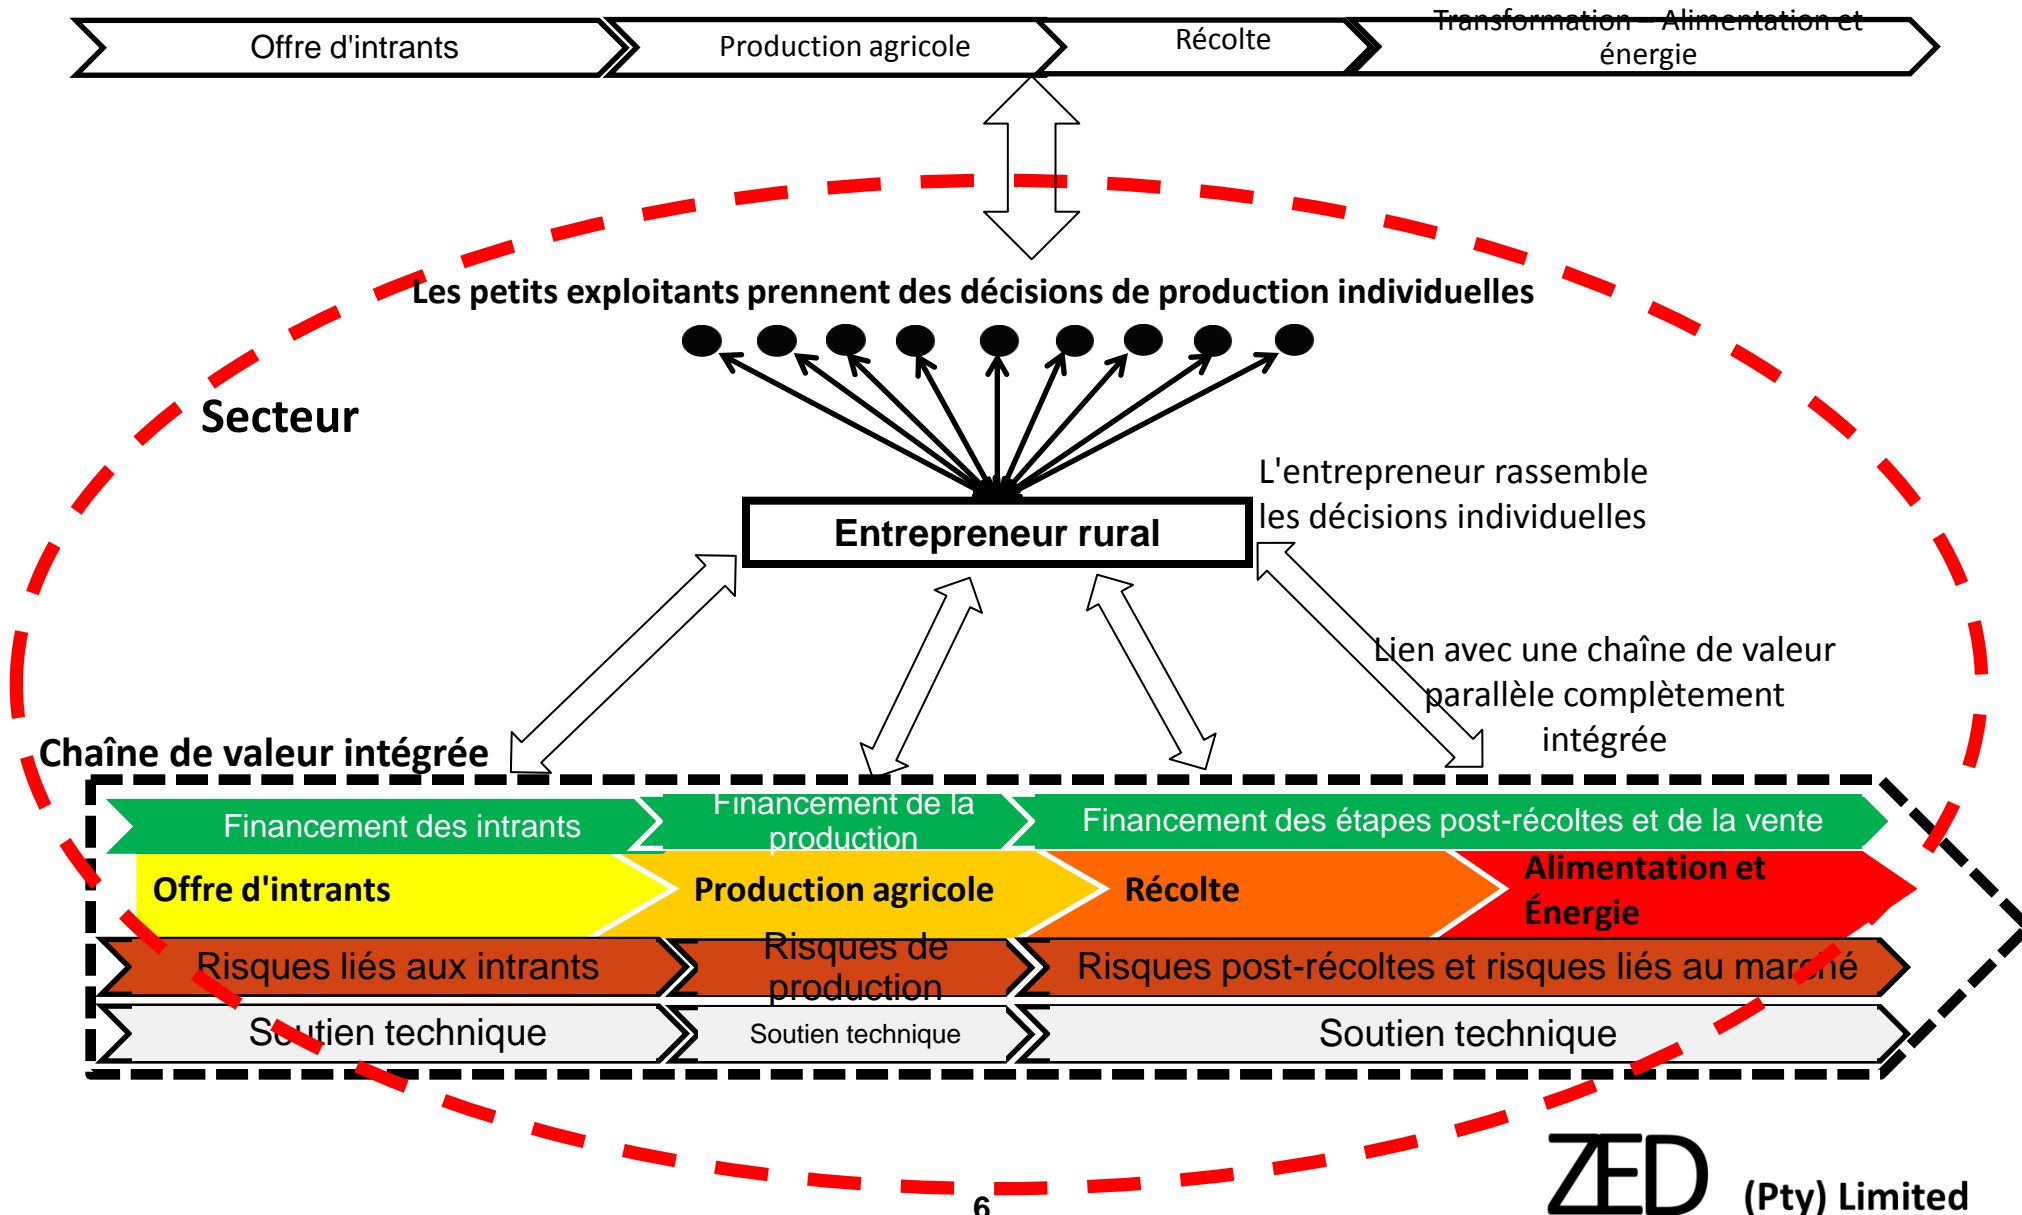 Offre d'intrants
Production agricole
Récolte
Transformation – Alimentation et
énergie
Les petits exploitants prennent des décisions de production individuelles
Secteur
L'entrepreneur rassemble
les décisions individuelles
Entrepreneur rural
Lien avec une chaîne de valeur
parallèle complètement
intégrée
Chaîne de valeur intégrée
Financement des intrants
Financement de la
production
Financement des étapes post-récoltes et de la vente
Offre d'intrants
Production agricole
Récolte
Alimentation et
Énergie
Risques liés aux intrants
Risques de
production
Risques post-récoltes et risques liés au marché
Soutien technique
Soutien technique
Soutien technique
6
ZED (Pty) Limited